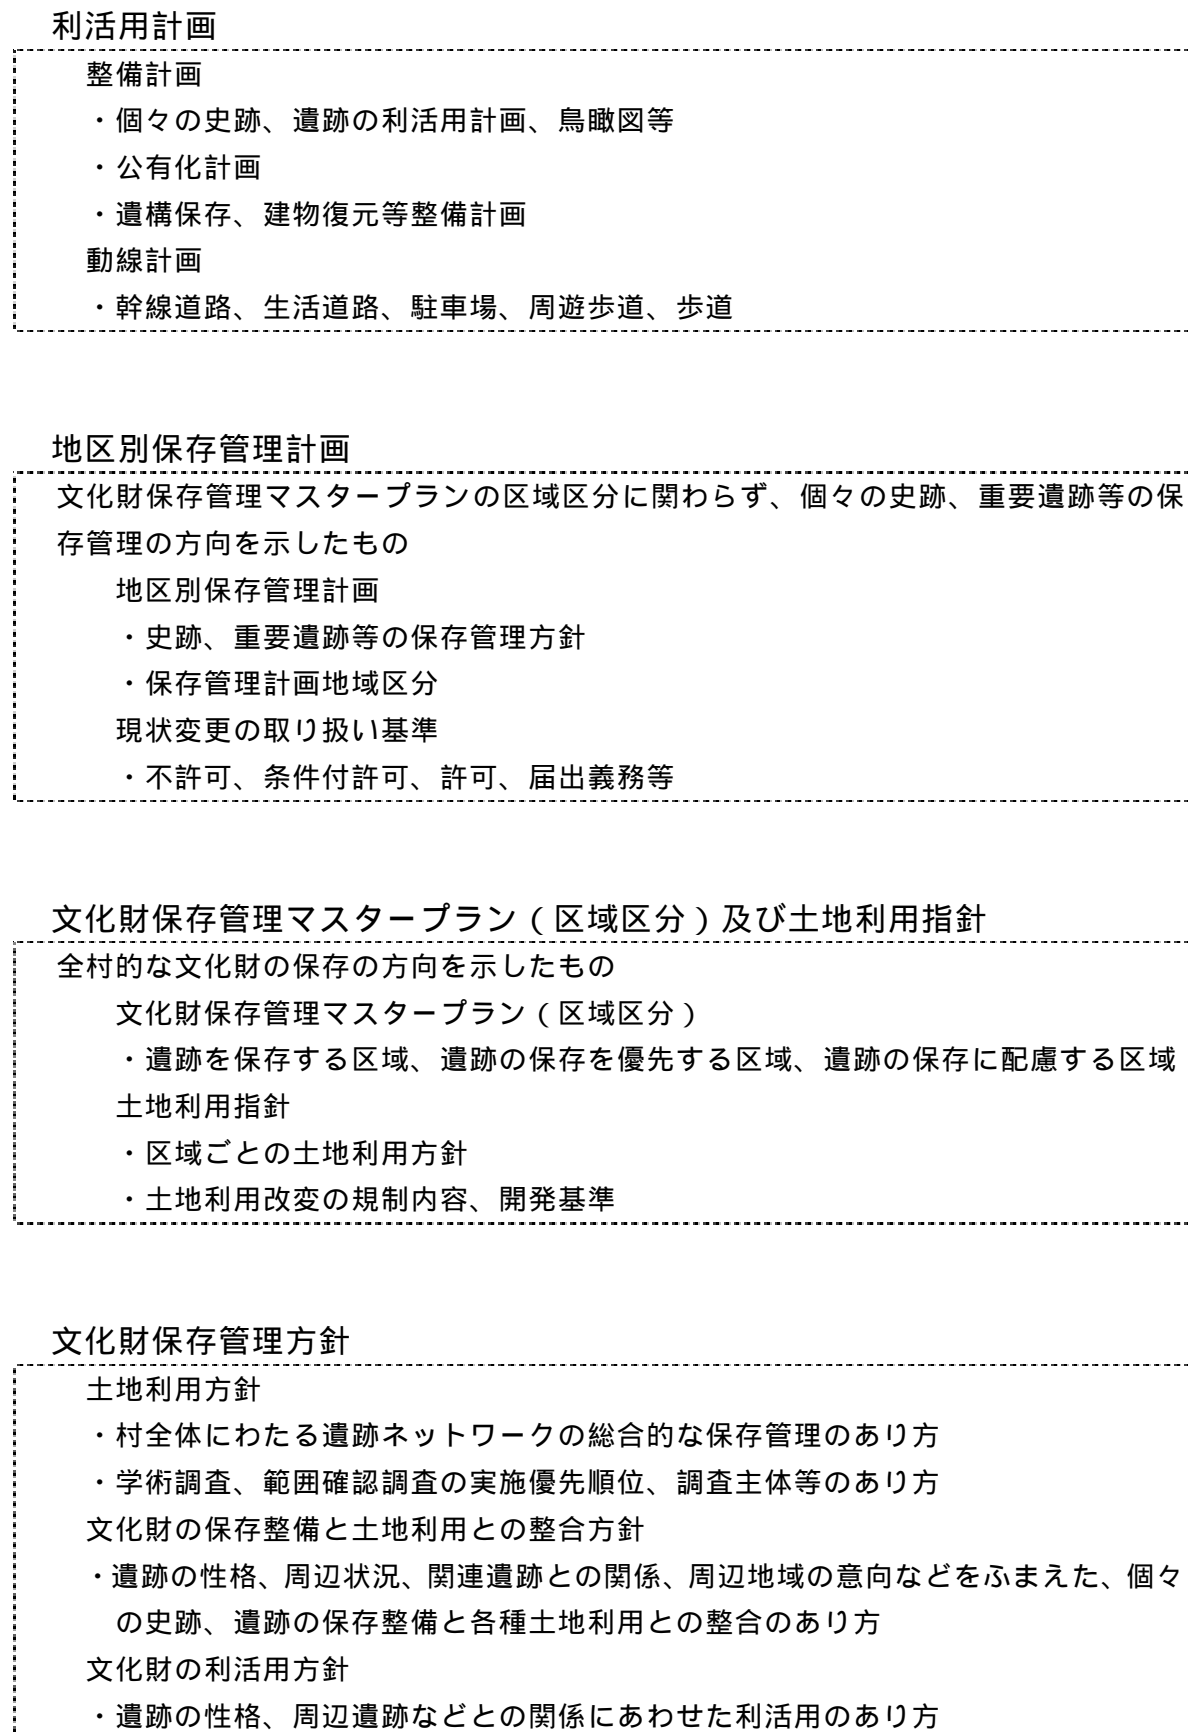 利活用計画
整備計画
・個々の史跡、遺跡の利活用計画、鳥瞰図等
・公有化計画
・遺構保存、建物復元等整備計画
動線計画
・幹線道路、生活道路、駐車場、周遊歩道、歩道
地区別保存管理計画
文化財保存管理マスタープランの区域区分に関わらず、個々の史跡、重要遺跡等の保
存管理の方向を示したもの
地区別保存管理計画
・史跡、重要遺跡等の保存管理方針
・保存管理計画地域区分
現状変更の取り扱い基準
・不許可、条件付許可、許可、届出義務等
文化財保存管理マスタープラン（区域区分）及び土地利用指針
全村的な文化財の保存の方向を示したもの
文化財保存管理マスタープラン（区域区分）
・遺跡を保存する区域、遺跡の保存を優先する区域、遺跡の保存に配慮する区域
土地利用指針
・区域ごとの土地利用方針
・土地利用改変の規制内容、開発基準
文化財保存管理方針
土地利用方針
・村全体にわたる遺跡ネットワークの総合的な保存管理のあり方
・学術調査、範囲確認調査の実施優先順位、調査主体等のあり方
文化財の保存整備と土地利用との整合方針
・遺跡の性格、周辺状況、関連遺跡との関係、周辺地域の意向などをふまえた、個々
の史跡、遺跡の保存整備と各種土地利用との整合のあり方
文化財の利活用方針
・遺跡の性格、周辺遺跡などとの関係にあわせた利活用のあり方